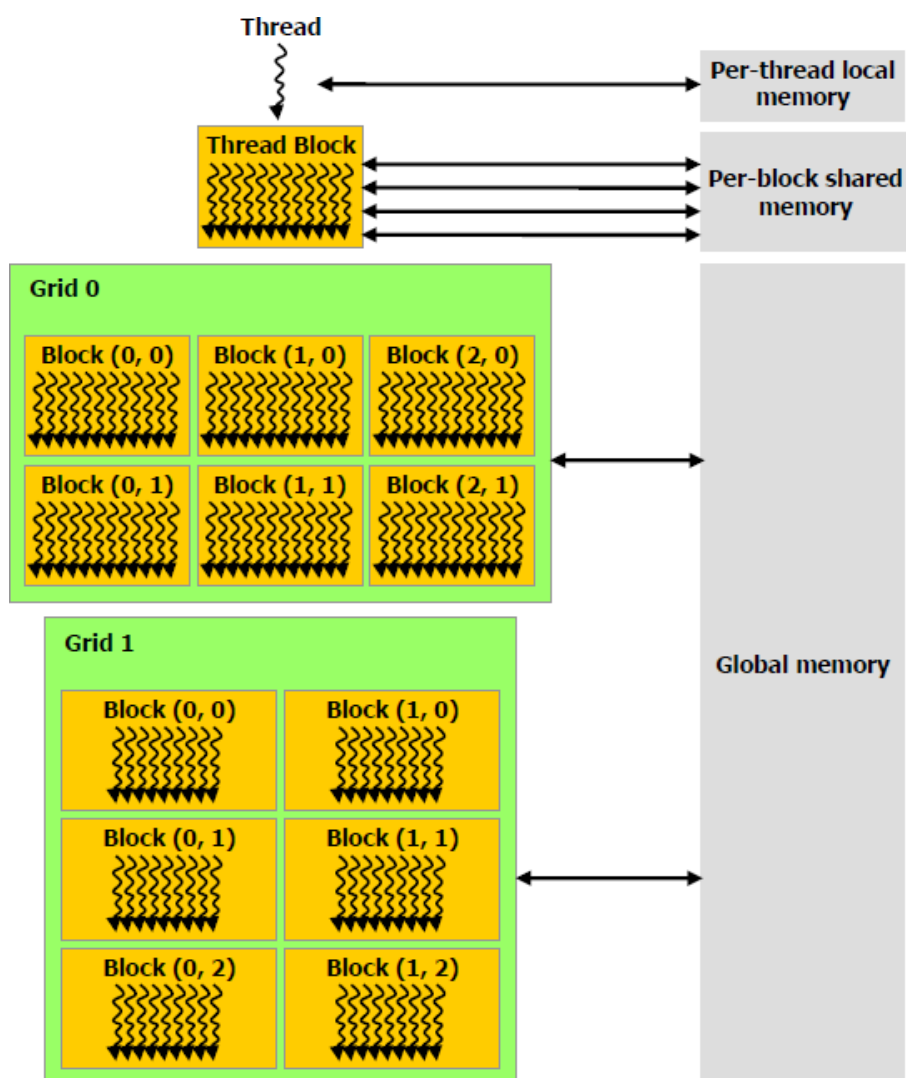 Thread
Per-thread local
memory
Thread Block
Per-block shared
memory
Grid 0
Block (0, 0) Block (1, 0) Block (2, 0)
Block (0, 1) Block (1, 1) Block (2, 1)
Grid 1
Global memory
Block (0, 0) Block (1, 0)
Block (0, 1) Block (1, 1)
Block (0, 2) Block (1, 2)